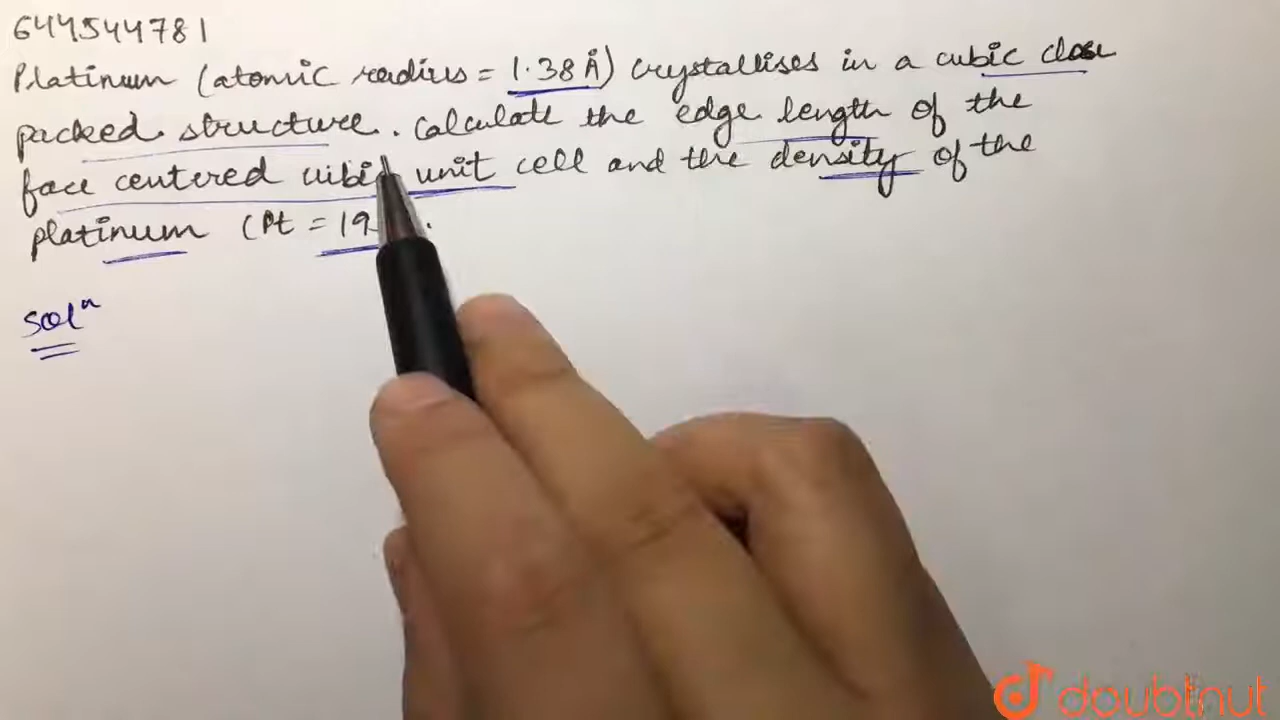 644544781
Platinum (atomic radius = 1.38 Å) crystallises in a cubic close
packed structure. Calculate the edge length of the
face centered cubic unit cell and the density of the
platinum (Pt = 19
solⁿ
doubtnut